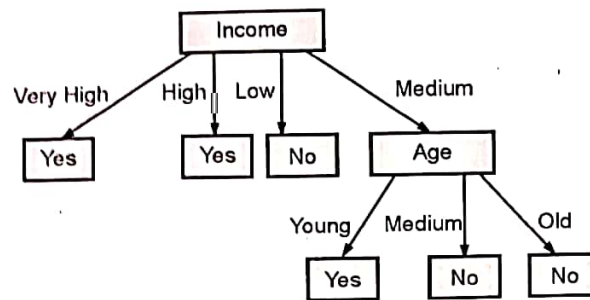 Income
Very High High Low Medium
Yes Yes No Age
Young Medium Old
Yes No No